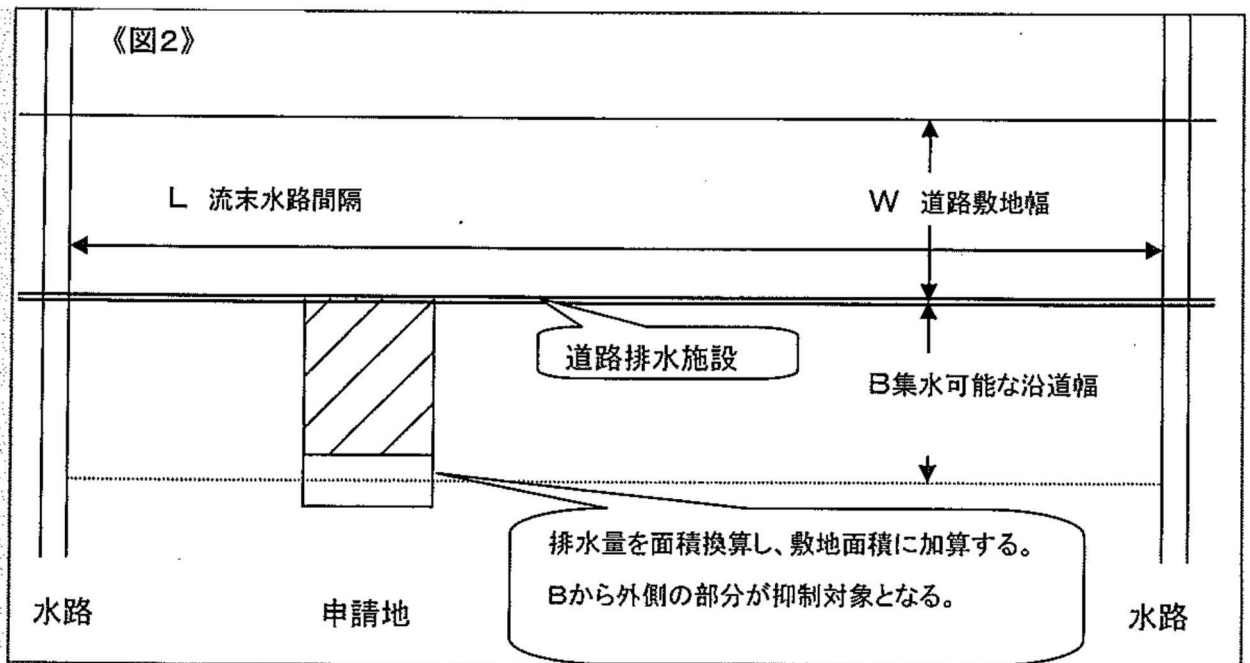 《図2》
L 流末水路間隔
W 道路敷地幅
道路排水施設
B集水可能な沿道幅
排水量を面積換算し、敷地面積に加算する。
Bから外側の部分が抑制対象となる。
水路
申請地
水路